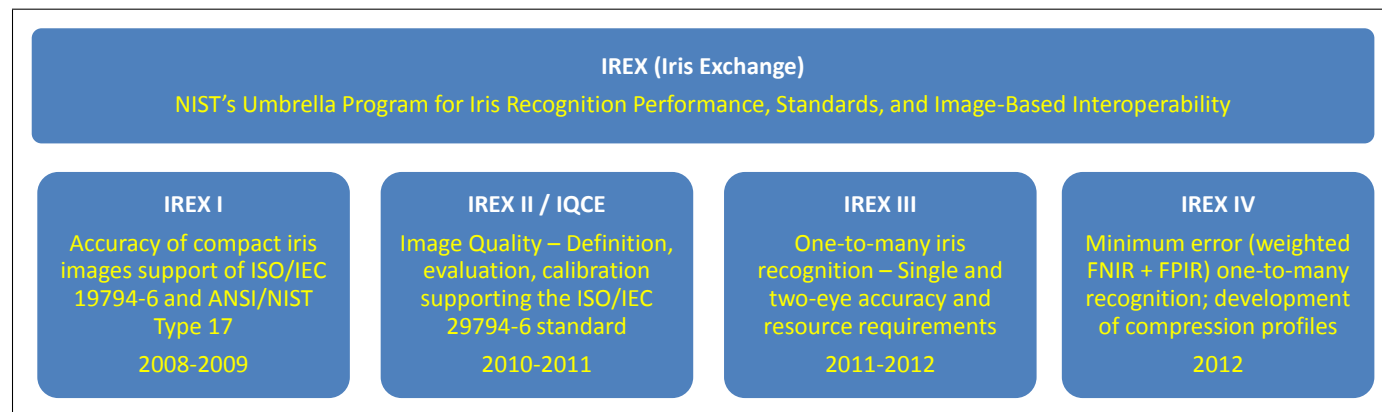 IREX (Iris Exchange)
NIST's Umbrella Program for Iris Recognition Performance, Standards, and Image-Based Interoperability
IREX I
Accuracy of compact iris
images support of ISO/IEC
19794-6 and ANSI/NIST
Type 17
2008-2009
IREX II / IQCE
Image Quality – Definition,
evaluation, calibration
supporting the ISO/IEC
29794-6 standard
2010-2011
IREX III
One-to-many iris
recognition – Single and
two-eye accuracy and
resource requirements
2011-2012
IREX IV
Minimum error (weighted
FNIR + FPIR) one-to-many
recognition; development
of compression profiles
2012